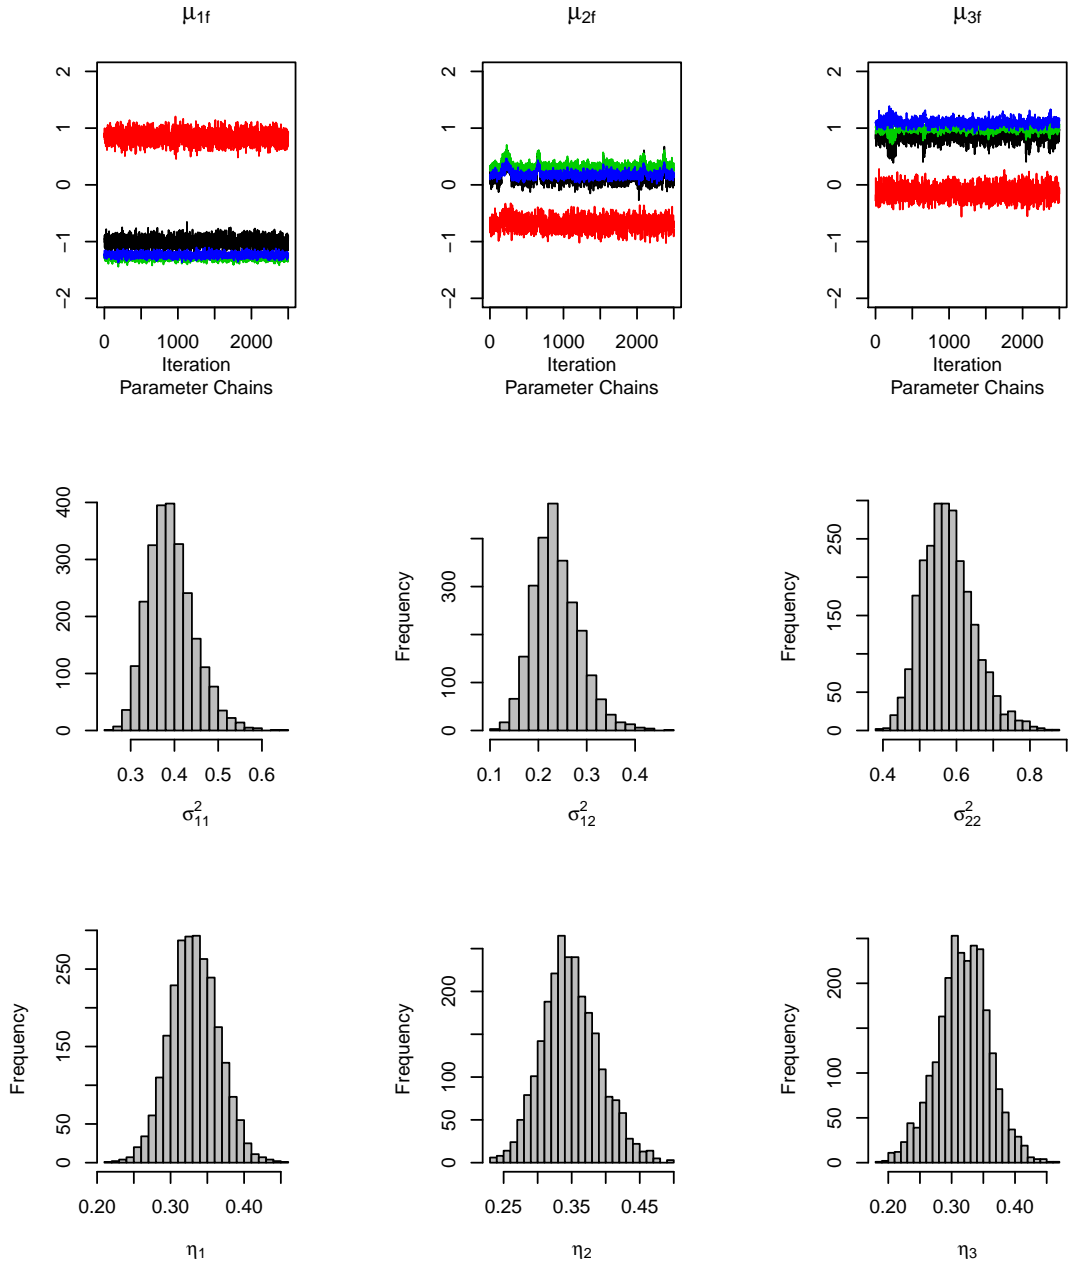 μ1f
μ2f
μ3f
2
1
0
−1
−2
0 1000 2000
Iteration
Parameter Chains
2
1
0
−1
−2
0 1000 2000
Iteration
Parameter Chains
2
1
0
−1
−2
0 1000 2000
Iteration
Parameter Chains
400
300
200
100
0
0.3 0.4 0.5 0.6
σ²11
Frequency
300
100
0
0.1 0.2 0.3 0.4
σ²12
Frequency
250
150
50
0
0.4 0.6 0.8
σ²22
Frequency
250
150
50
0
0.20 0.30 0.40
η1
Frequency
200
100
50
0
0.25 0.35 0.45
η2
Frequency
200
100
50
0
0.20 0.30 0.40
η3